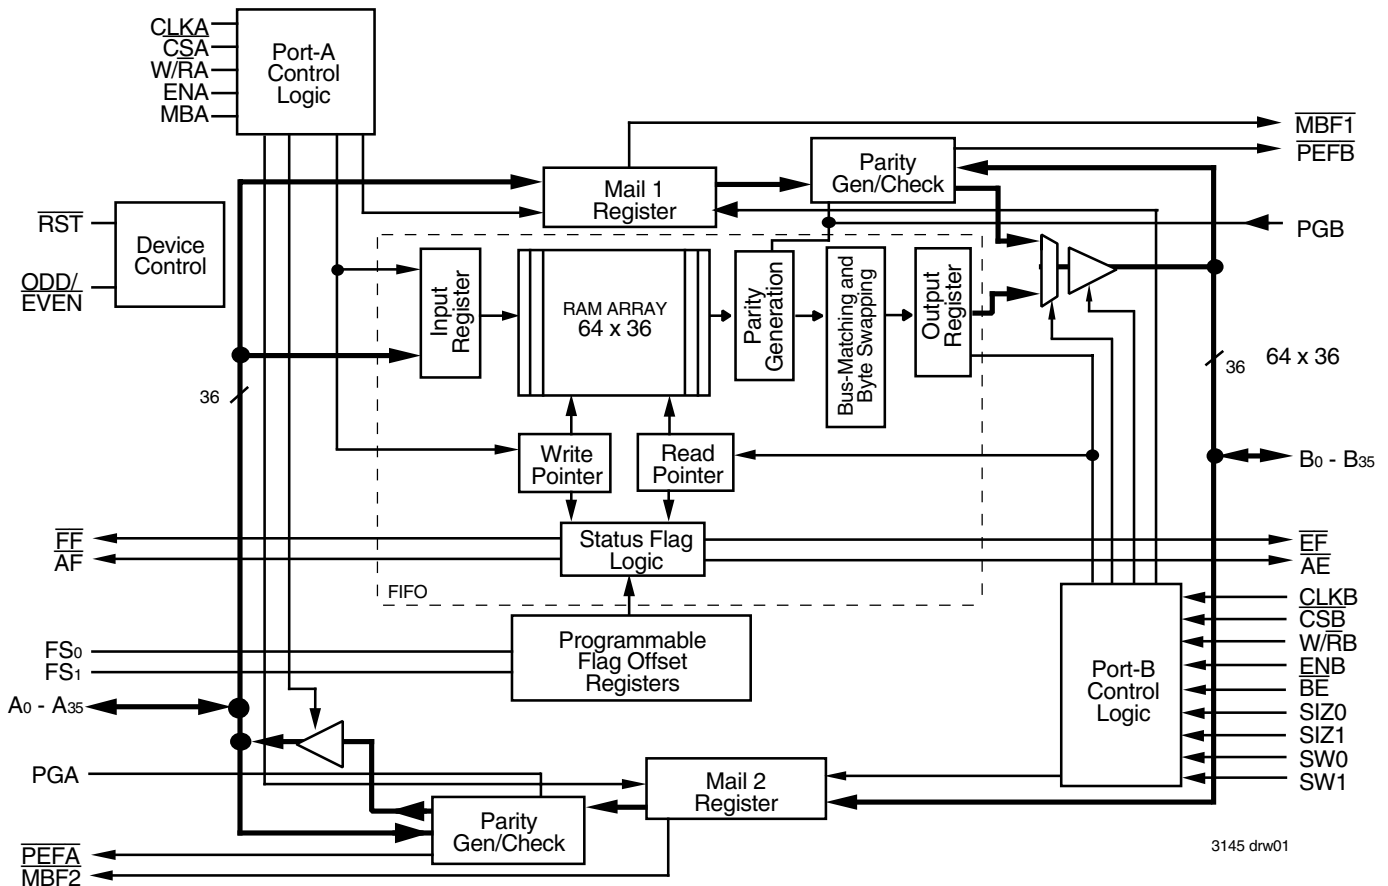 CLKA
CSA
W/RA
ENA
MBA
Port-A
Control
Logic
RST
ODD/
EVEN
Device
Control
Mail 1
Register
Parity
Gen/Check
MBF1
PEFB
PGB
Input
Register
RAM ARRAY
64 x 36
Parity
Generation
Bus-Matching and
Byte Swapping
Output
Register
36
36
64 x 36
Write
Pointer
Read
Pointer
B0 - B35
FF
AF
Status Flag
Logic
EF
AE
FIFO
FS0
FS1
Programmable
Flag Offset
Registers
Port-B
Control
Logic
CLKB
CSB
W/RB
ENB
BE
SIZ0
SIZ1
SW0
SW1
A0 - A35
PGA
Mail 2
Register
Parity
Gen/Check
PEFA
MBF2
3145 drw01